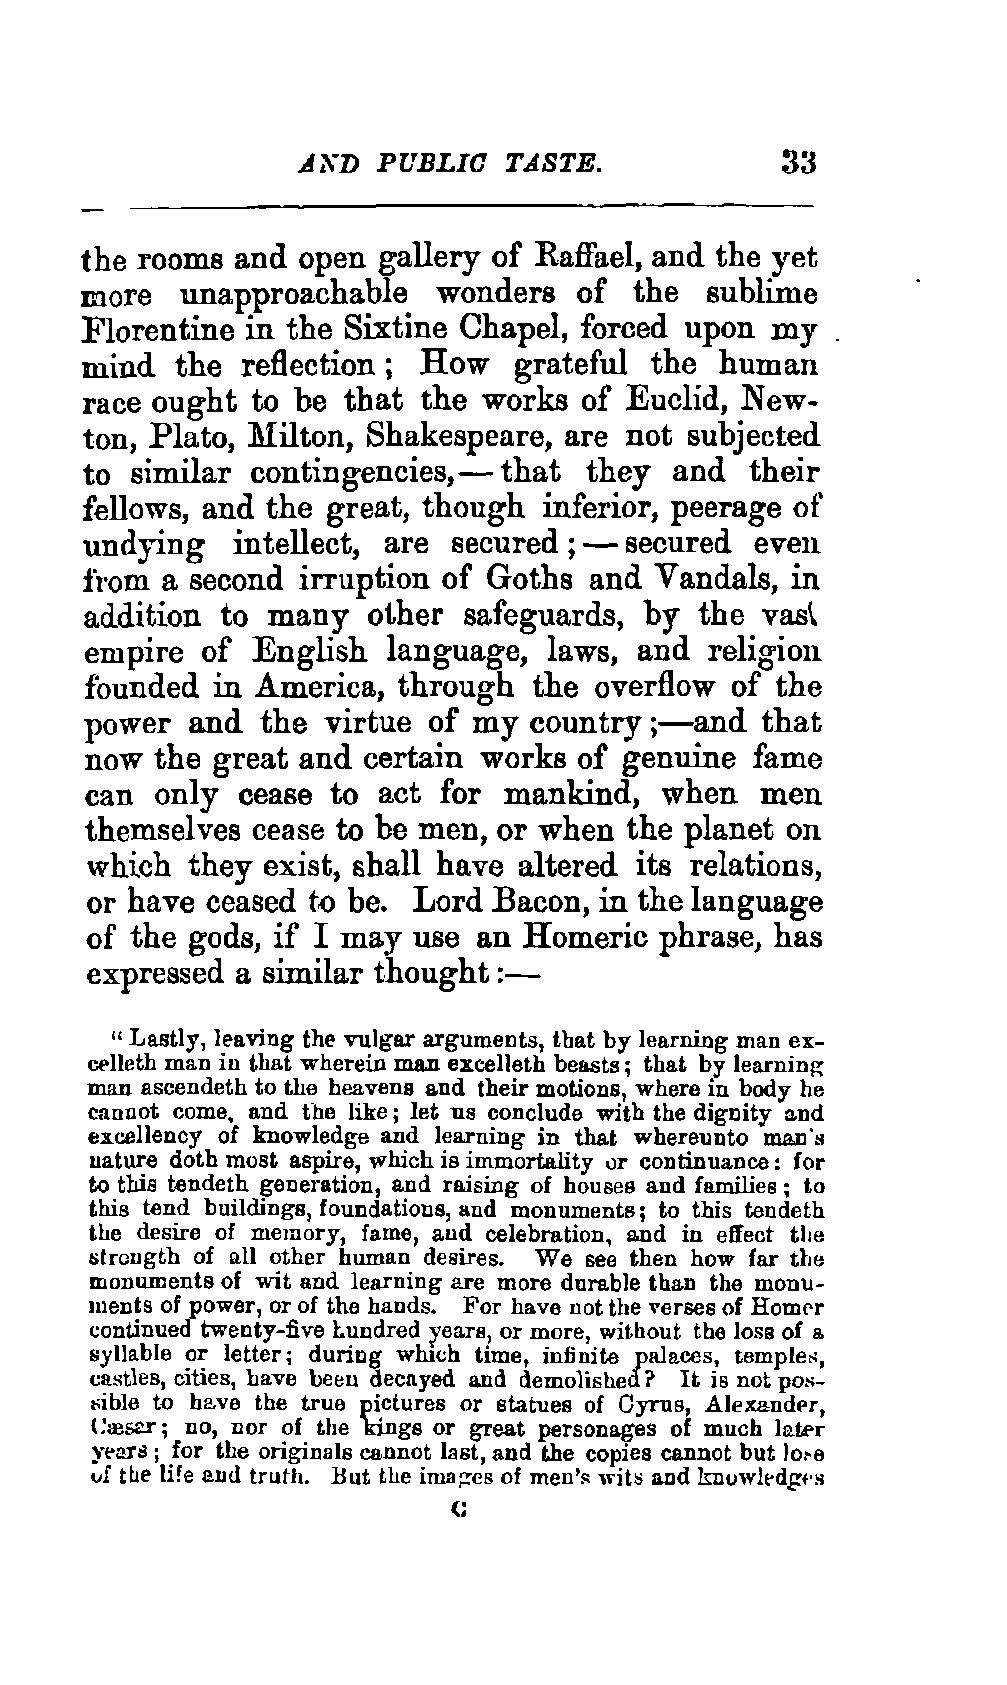 AND PUBLIC TASTE. 33
the rooms and open gallery of Raffael, and the yet
more unapproachable wonders of the sublime
Florentine in the Sixtine Chapel, forced upon my
mind the reflection ; How grateful the human
race ought to be that the works of Euclid, New-
ton, Plato, Milton, Shakespeare, are not subjected
to similar contingencies,— that they and their
fellows, and the great, though inferior, peerage of
undying intellect, are secured ; — secured even
from a second irruption of Goths and Vandals, in
addition to many other safeguards, by the vast
empire of English language, laws, and religion
founded in America, through the overflow of the
power and the virtue of my country ;—and that
now the great and certain works of genuine fame
can only cease to act for mankind, when men
themselves cease to be men, or when the planet on
which they exist, shall have altered its relations,
or have ceased to be. Lord Bacon, in the language
of the gods, if I may use an Homeric phrase, has
expressed a similar thought :—
“ Lastly, leaving the vulgar arguments, that by learning man ex-
celleth man in that wherein man excelleth beasts ; that by learning
man ascendeth to the heavens and their motions, where in body he
cannot come, and the like ; let us conclude with the dignity and
excellency of knowledge and learning in that whereunto man's
nature doth most aspire, which is immortality or continuance : for
to this tendeth generation, and raising of houses and families ; to
this tend buildings, foundations, and monuments ; to this tendeth
the desire of memory, fame, and celebration, and in effect the
strength of all other human desires. We see then how far the
monuments of wit and learning are more durable than the monu-
ments of power, or of the hands. For have not the verses of Homer
continued twenty-five hundred years, or more, without the loss of a
syllable or letter ; during which time, infinite palaces, temples,
castles, cities, have been decayed and demolished ? It is not pos-
sible to have the true pictures or statues of Cyrus, Alexander,
Cæsar ; no, nor of the kings or great personages of much later
years ; for the originals cannot last, and the copies cannot but lose
of the life and truth. But the images of men's wits and knowledges
C